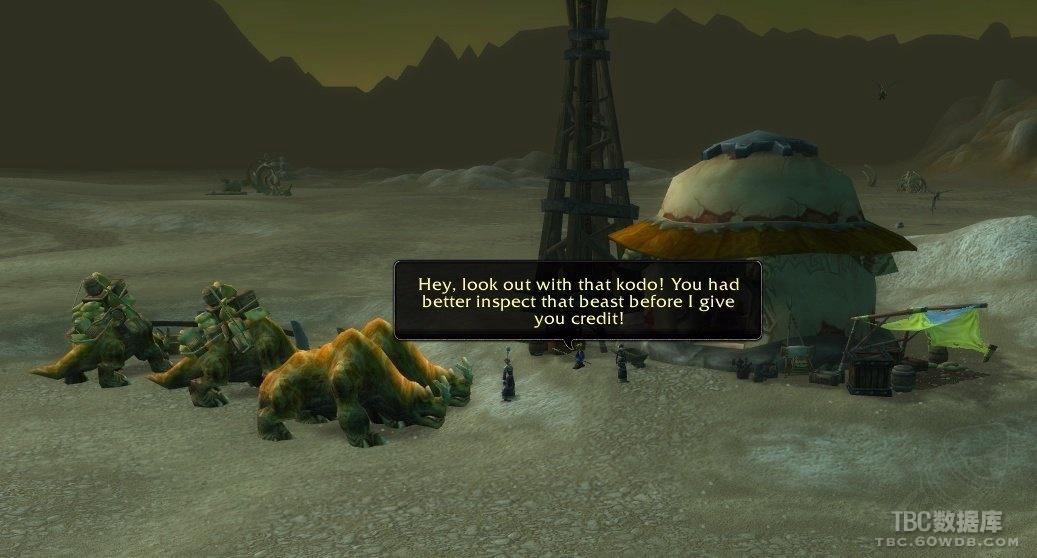 Hey, look out with that kodo! You had
better inspect that beast before I give
you credit!
TBC数据库
TBC.60WDB.COM